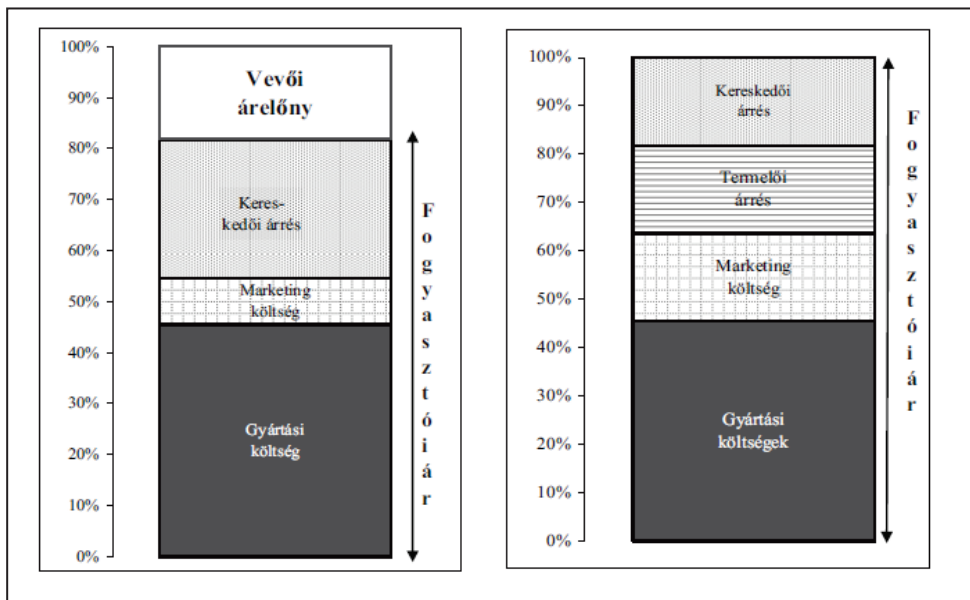 100%
90%
80%
70%
60%
50%
40%
30%
20%
10%
0%
Vevői
árelőny
Keres-
kedői árrés
Marketing
költség
Gyártási
költség
Fogyasztóiár
100%
90%
80%
70%
60%
50%
40%
30%
20%
10%
0%
Kereskedői
árrés
Termelői
árrés
Marketing
költség
Gyártási
költségek
Fogyasztóiár